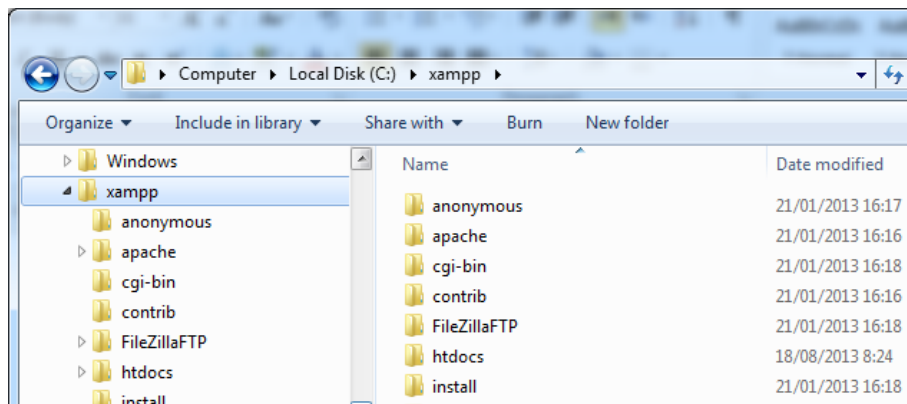 Computer Local Disk (C:) xampp
Organize Include in library Share with Burn New folder
Windows
xampp
anonymous
apache
cgi-bin
contrib
FileZillaFTP
htdocs
install
Name Date modified
anonymous 21/01/2013 16:17
apache 21/01/2013 16:16
cgi-bin 21/01/2013 16:18
contrib 21/01/2013 16:16
FileZillaFTP 21/01/2013 16:18
htdocs 18/08/2013 8:24
install 21/01/2013 16:18